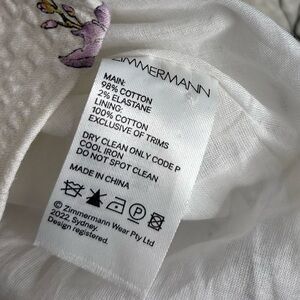 ZIMMERMANN
MAIN:
98% COTTON
2% ELASTANE
LINING:
100% COTTON
EXCLUSIVE OF TRIMS
DRY CLEAN ONLY CODE P
COOL IRON
DO NOT SPOT CLEAN
MADE IN CHINA
P
© Zimmermann Wear Pty Ltd
2022. Sydney.
Design registered.